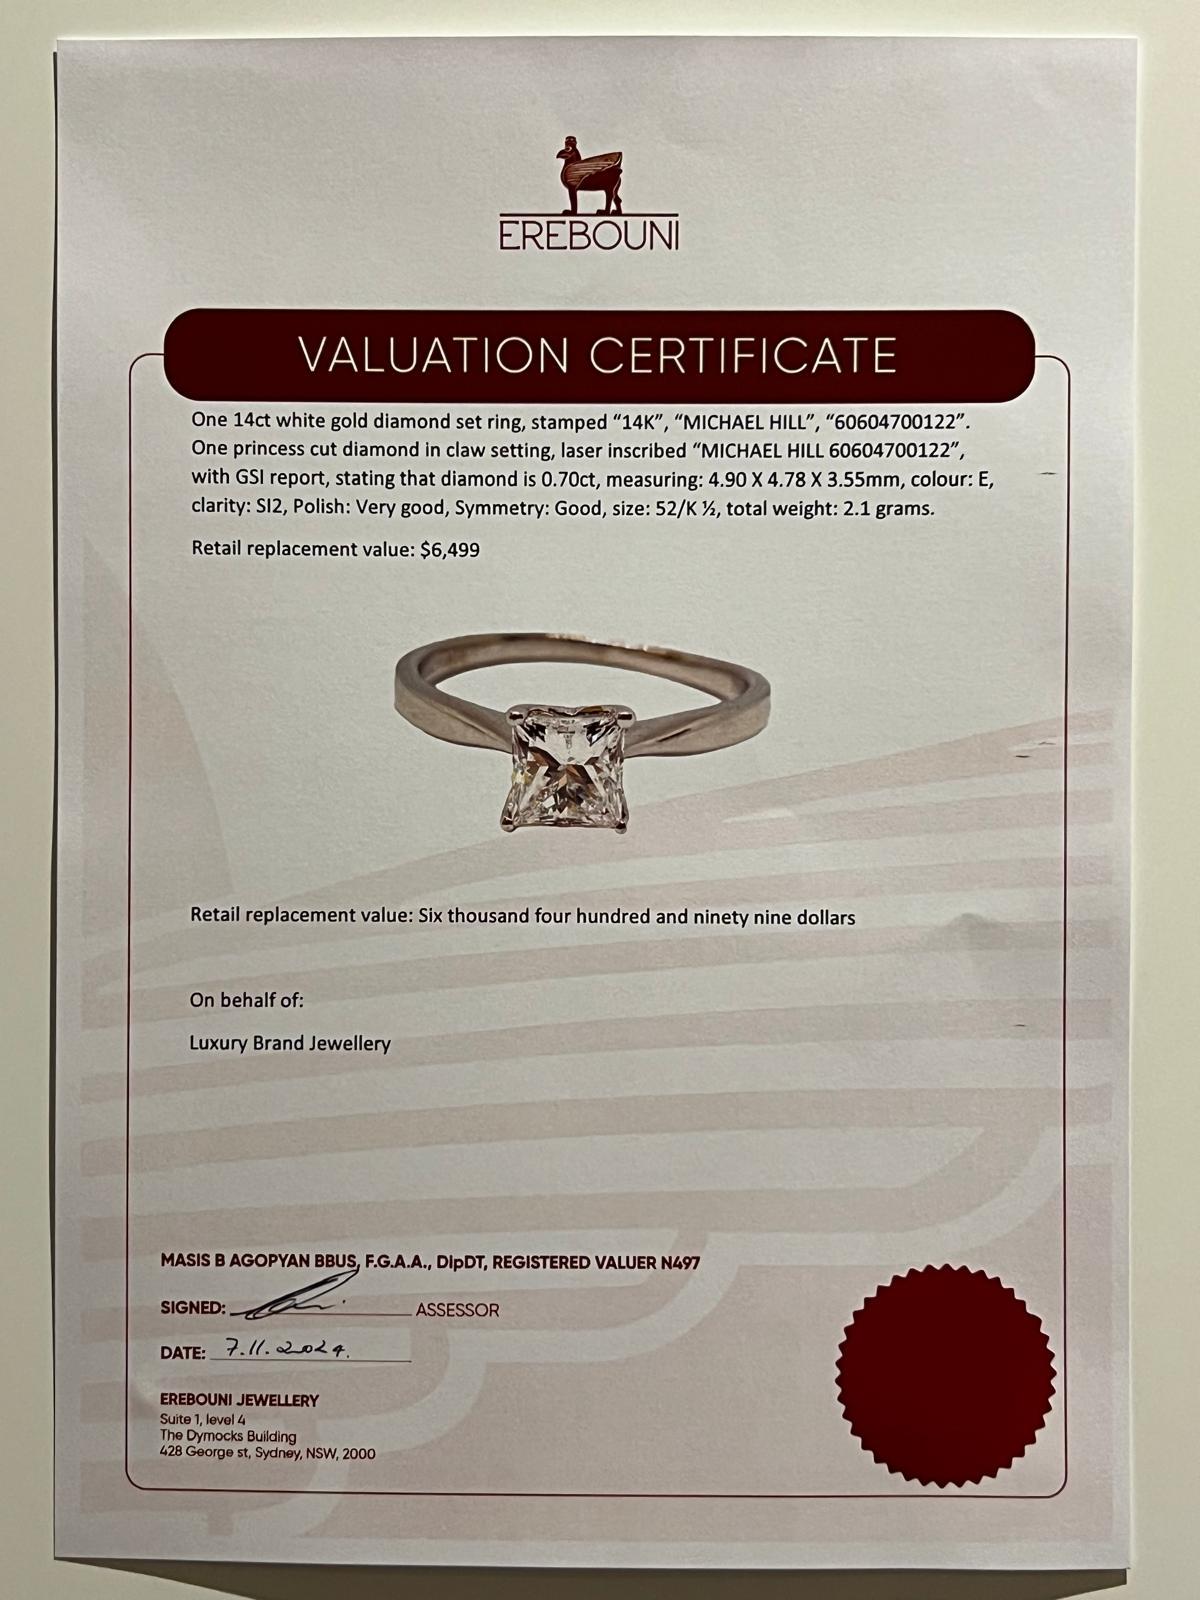 EREBOUNI
VALUATION CERTIFICATE
One 14ct white gold diamond set ring, stamped “14K”, “MICHAEL HILL”, “60604700122”.
One princess cut diamond in claw setting, laser inscribed “MICHAEL HILL 60604700122”,
with GSI report, stating that diamond is 0.70ct, measuring: 4.90 X 4.78 X 3.55mm, colour: E,
clarity: SI2, Polish: Very good, Symmetry: Good, size: 52/K ½, total weight: 2.1 grams.
Retail replacement value: $6,499
Retail replacement value: Six thousand four hundred and ninety nine dollars
On behalf of:
Luxury Brand Jewellery
MASIS B AGOPYAN BBUS, F.G.A.A., DipDT, REGISTERED VALUER N497
SIGNED: ASSESSOR
DATE: 7.11.2024.
EREBOUNI JEWELLERY
Suite 1, level 4
The Dymocks Building
428 George st, Sydney, NSW, 2000